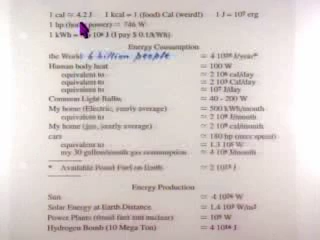 1 cal ≈ 4.2 J 1 kcal = 1 (food) Cal (weird!) 1 J = 10⁷ erg
1 hp power) = 746 W
1 kWh = 10⁶ J (I pay $ 0.1/kWh)
Energy Consumption
the World 6 billion people ≈ 4 10²⁰ J/year*
Human body heat ≈ 100 W
equivalent to ≈ 2 10⁶ cal/day
equivalent to ≈ 2 10³ Cal/day
equivalent to ≈ 10⁷ J/day
Common Light Bulbs ≈ 40 - 200 W
My home (Electric, yearly average) ≈ 500 kWh/month
equivalent to ≈ 2 10⁹ J/month
My home (gas, yearly average) ≈ 2 10⁹ cal/month
cars ≈ 180 hp (max speed)
equivalent to ≈ 1.3 10⁵ W
my 30 gallons/month gas consumption ≈ 4 10⁹ J/month
* Available Fossil Fuel on Earth ≈ 2 10²³ J
Energy Production
Sun ≈ 4 10²⁶ W
Solar Energy at Earth Distance ≈ 1.4 10³ W/m²
Power Plants (fossil fuel and nuclear) ≈ 10⁹ W
Hydrogen Bomb (10 Mega Ton) ≈ 4 10¹⁶ J